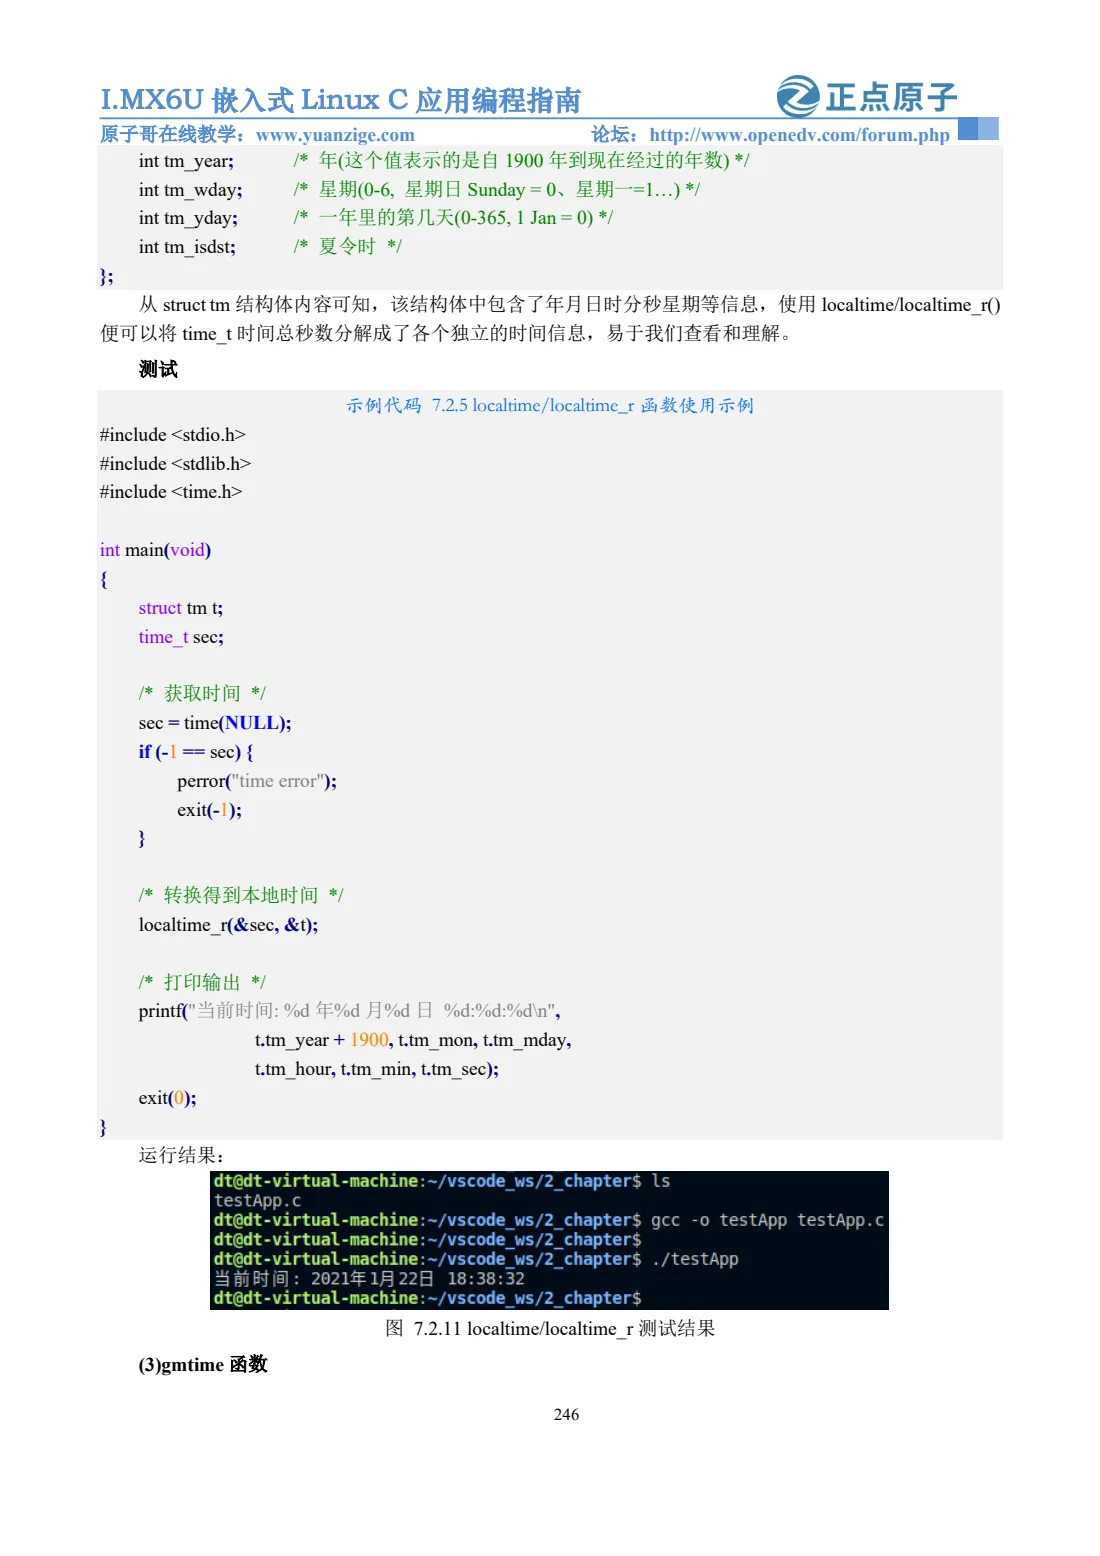 I.MX6U 嵌入式 Linux C 应用编程指南
正点原子
原子哥在线教学：www.yuanzige.com 论坛：http://www.openedv.com/forum.php
int tm_year; /* 年(这个值表示的是自 1900 年到现在经过的年数) */
int tm_wday; /* 星期(0-6, 星期日 Sunday = 0、星期一=1…) */
int tm_yday; /* 一年里的第几天(0-365, 1 Jan = 0) */
int tm_isdst; /* 夏令时 */
};
从 struct tm 结构体内容可知，该结构体中包含了年月日时分秒星期等信息，使用 localtime/localtime_r()
便可以将 time_t 时间总秒数分解成了各个独立的时间信息，易于我们查看和理解。
测试
示例代码 7.2.5 localtime/localtime_r 函数使用示例
#include <stdio.h>
#include <stdlib.h>
#include <time.h>
int main(void)
{
struct tm t;
time_t sec;
/* 获取时间 */
sec = time(NULL);
if (-1 == sec) {
perror("time error");
exit(-1);
}
/* 转换得到本地时间 */
localtime_r(&sec, &t);
/* 打印输出 */
printf("当前时间: %d 年%d 月%d 日 %d:%d:%d\n",
t.tm_year + 1900, t.tm_mon, t.tm_mday,
t.tm_hour, t.tm_min, t.tm_sec);
exit(0);
}
运行结果：
dt@dt-virtual-machine:~/vscode_ws/2_chapter$ ls
testApp.c
dt@dt-virtual-machine:~/vscode_ws/2_chapter$ gcc -o testApp testApp.c
dt@dt-virtual-machine:~/vscode_ws/2_chapter$
dt@dt-virtual-machine:~/vscode_ws/2_chapter$ ./testApp
当前时间: 2021年1月22日 18:38:32
dt@dt-virtual-machine:~/vscode_ws/2_chapter$
图 7.2.11 localtime/localtime_r 测试结果
(3)gmtime 函数
246